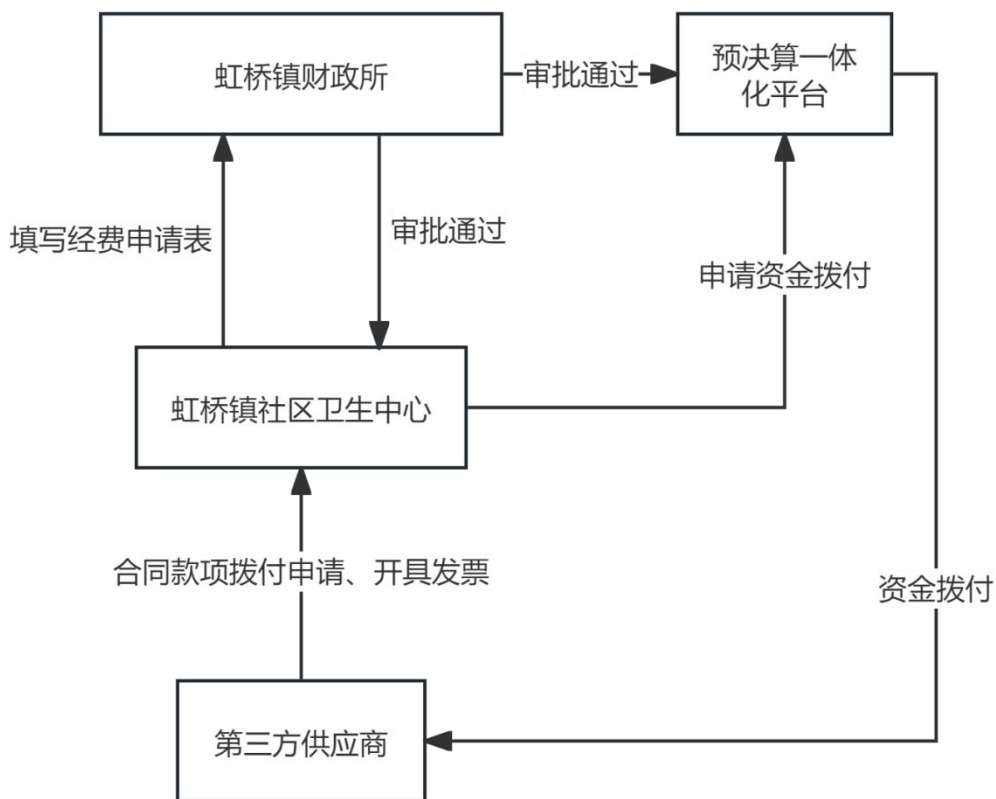 虹桥镇财政所
审批通过
预决算一体
化平台
填写经费申请表
审批通过
申请资金拨付
虹桥镇社区卫生中心
合同款项拨付申请、开具发票
资金拨付
第三方供应商